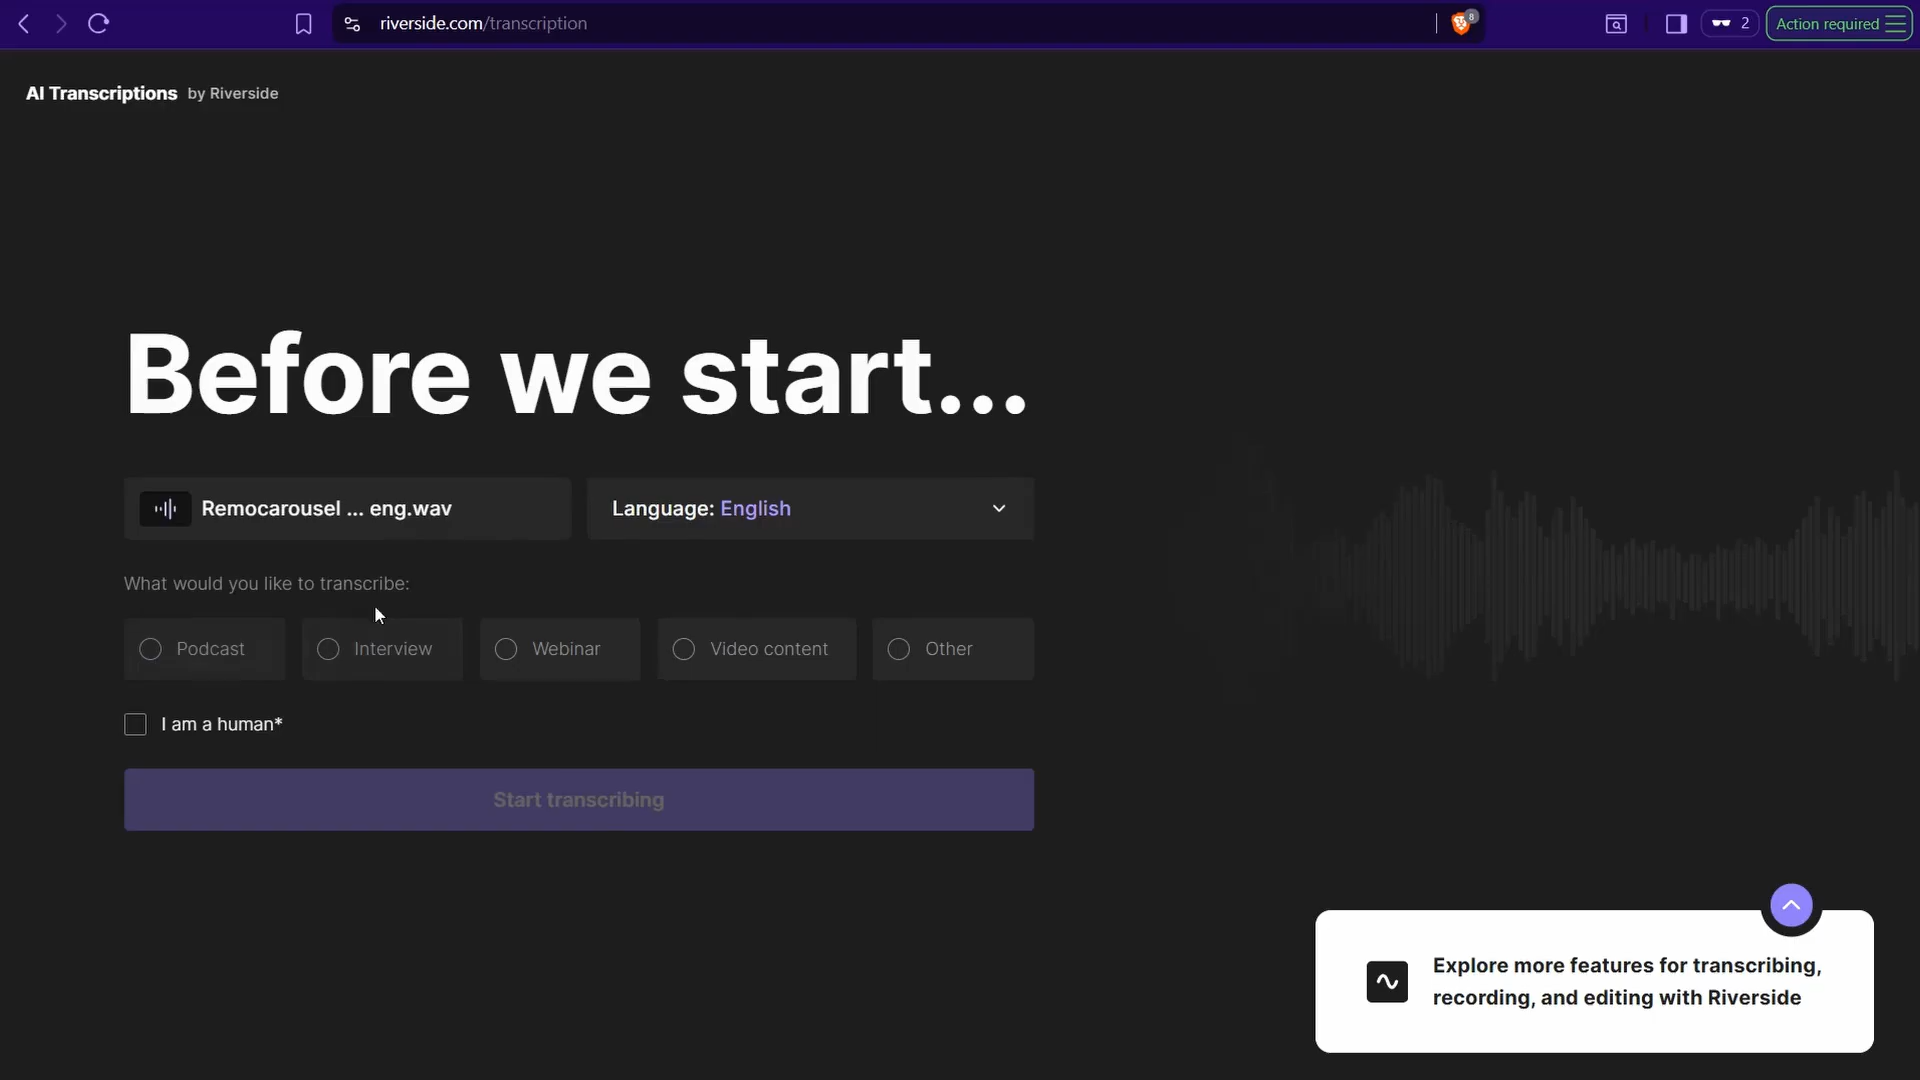 riverside.com/transcription
8
2
Action required
AI Transcriptions by Riverside
Before we start...
Remocarousel ... eng.wav
Language: English
What would you like to transcribe:
Podcast
Interview
Webinar
Video content
Other
I am a human*
Start transcribing
Explore more features for transcribing,
recording, and editing with Riverside